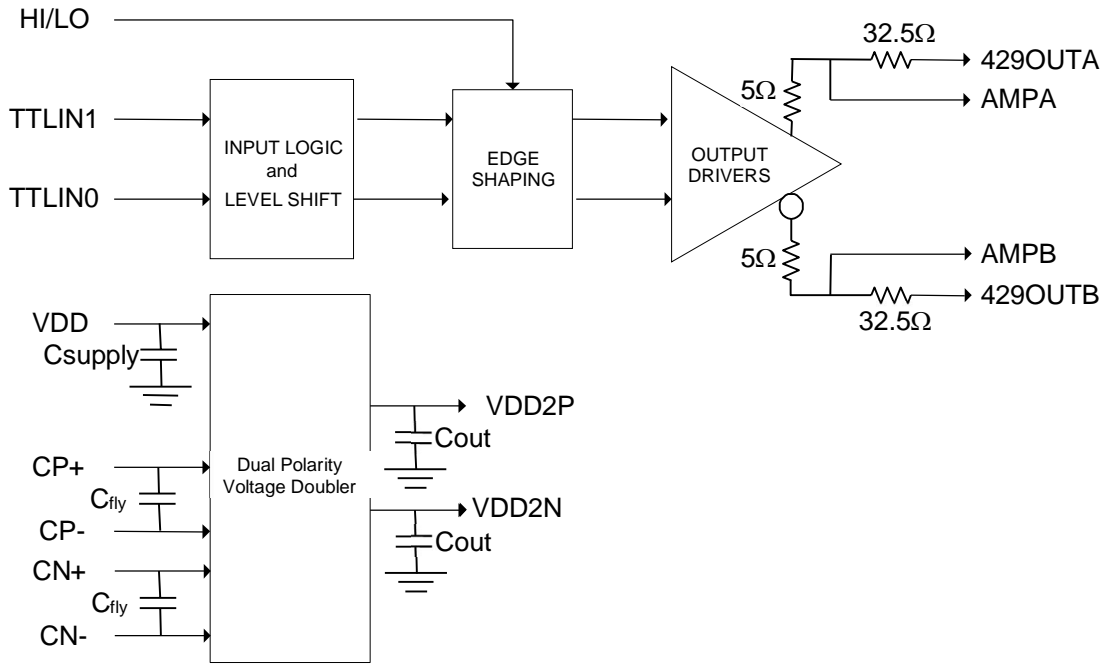 HI/LO
32.5Ω
429OUTA
5Ω
AMPA
TTLIN1
INPUT LOGIC
and
LEVEL SHIFT
EDGE
SHAPING
OUTPUT
DRIVERS
TTLIN0
5Ω
AMPB
429OUTB
32.5Ω
VDD
Csupply
VDD2P
Cout
CP+
Dual Polarity
Voltage Doubler
Cfly
VDD2N
CP-
Cout
CN+
Cfly
CN-